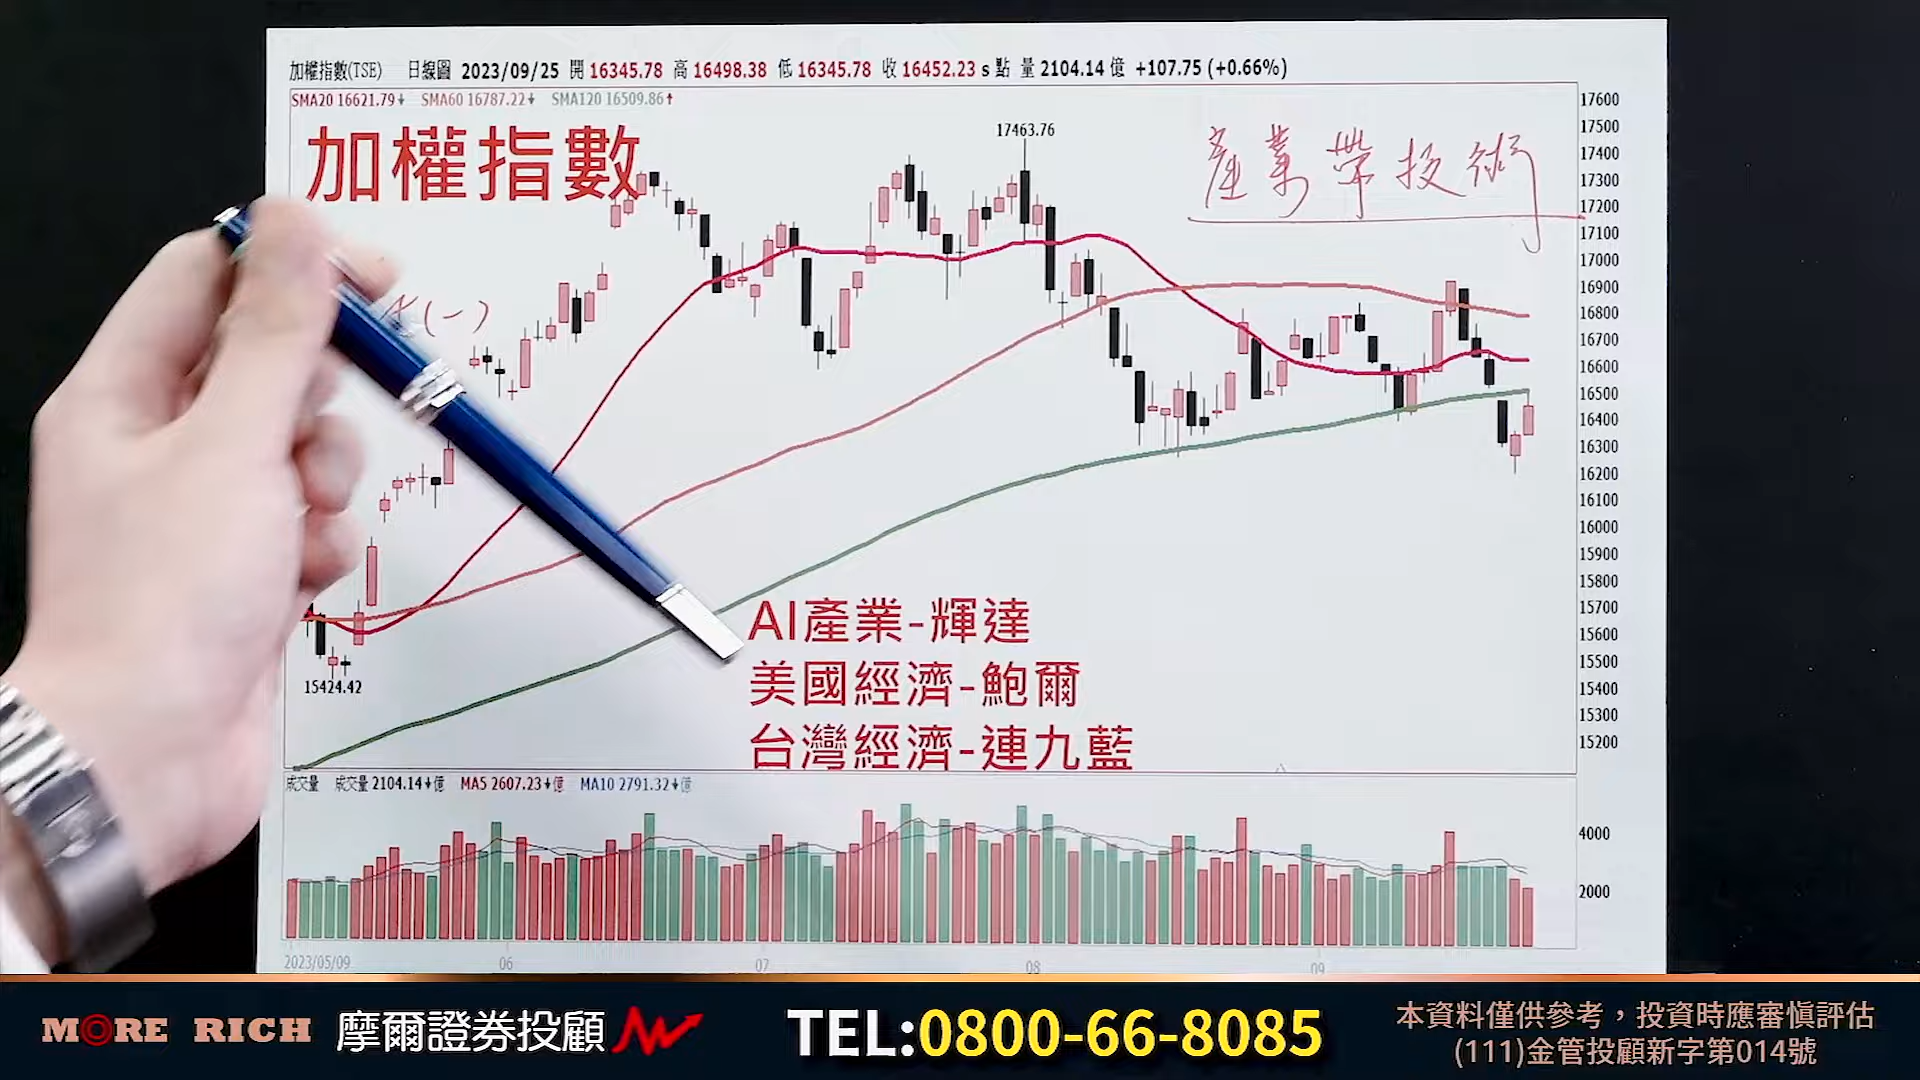 加權指數(TSE) 日線圖 2023/09/25 開 16345.78 高 16498.38 低 16345.78 收 16452.23 s 點 量 2104.14 億 +107.75 (+0.66%)
SMA20 16621.79↓ SMA60 16787.22↓ SMA120 16509.86↑
加權指數
17463.76
產業帶技術
(一)
15424.42
AI產業-輝達
美國經濟-鮑爾
台灣經濟-連九藍
17600
17500
17400
17300
17200
17100
17000
16900
16800
16700
16600
16500
16400
16300
16200
16100
16000
15900
15800
15700
15600
15500
15400
15300
15200
成交量 成交量 2104.14↓億 MA5 2607.23↓億 MA10 2791.32↓億
4000
2000
2023/05/09 06 07 08 09
MORE RICH 摩爾證券投顧 TEL:0800-66-8085
本資料僅供參考，投資時應審慎評估
(111)金管投顧新字第014號